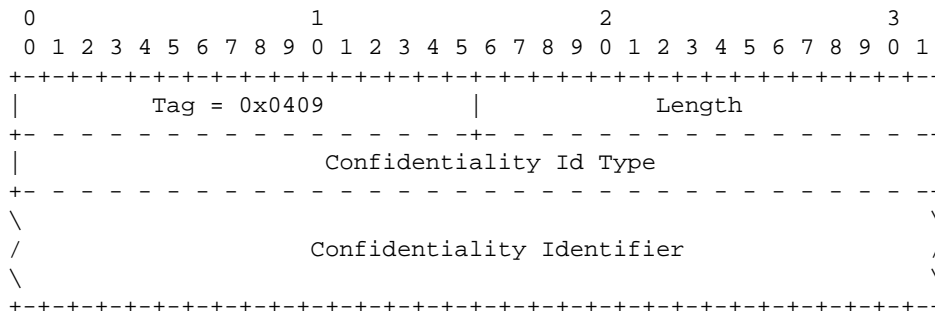 0                   1                   2                   3
0 1 2 3 4 5 6 7 8 9 0 1 2 3 4 5 6 7 8 9 0 1 2 3 4 5 6 7 8 9 0 1
+-+-+-+-+-+-+-+-+-+-+-+-+-+-+-+-+-+-+-+-+-+-+-+-+-+-+-+-+-+-+-+-
|         Tag = 0x0409          |            Length
+- - - - - - - - - - - - - - - -+- - - - - - - - - - - - - - - --
|                     Confidentiality Id Type
+- - - - - - - - - - - - - - - - - - - - - - - - - - - - - - - --
\                                                               \
/                    Confidentiality Identifier                 /
\                                                               \
+-+-+-+-+-+-+-+-+-+-+-+-+-+-+-+-+-+-+-+-+-+-+-+-+-+-+-+-+-+-+-+-